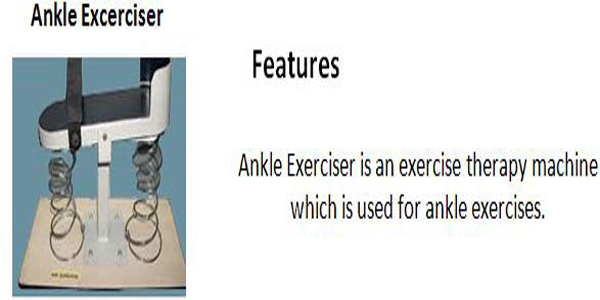 Ankle Excerciser
Features
Ankle Exerciser is an exercise therapy machine
which is used for ankle exercises.